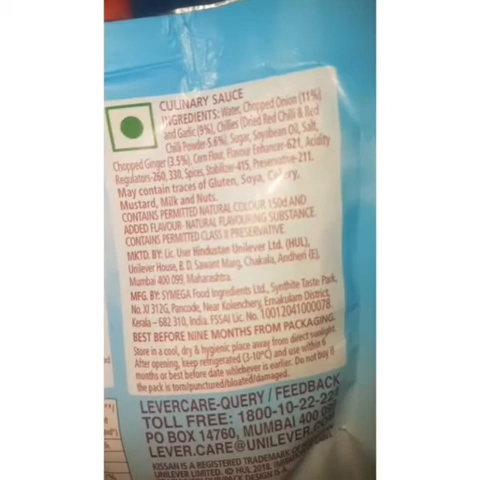 CULINARY SAUCE
INGREDIENTS: Water, Chopped Onion (11%)
and Garlic (9%), Chillies (Dried Red Chilli & Red
Chilli Powder 5.6%), Sugar, Soyabean Oil, Salt,
Chopped Ginger (3.5%), Corn Flour, Flavour Enhancer-621, Acidity
Regulators-260, 330, Spices, Stabilizer-415, Preservative-211.
May contain traces of Gluten, Soya, Celery,
Mustard, Milk and Nuts.
CONTAINS PERMITTED NATURAL COLOUR 150d AND
ADDED FLAVOUR- NATURAL FLAVOURING SUBSTANCE.
CONTAINS PERMITTED CLASS II PRESERVATIVE.
MKTD. BY: Lic. User Hindustan Unilever Ltd. (HUL),
Unilever House, B. D. Sawant Marg, Chakala, Andheri (E),
Mumbai 400 099, Maharashtra.
MFG. BY: SYMEGA Food Ingredients Ltd., Synthite Taste Park,
No. XI 312G, Pancode, Near Kolenchery, Ernakulam District,
Kerala – 682 310, India. FSSAI Lic. No. 10012041000078.
BEST BEFORE NINE MONTHS FROM PACKAGING.
Store in a cool, dry & hygienic place away from direct sunlight.
After opening, keep refrigerated (3-10°C) and use within 6
months or best before date whichever is earlier. Do not buy if
the pack is torn/punctured/bloated/damaged.
LEVERCARE-QUERY / FEEDBACK
TOLL FREE: 1800-10-22-22
PO BOX 14760, MUMBAI 400 099
LEVER.CARE@UNILEVER.CO
KISSAN IS A REGISTERED TRADEMARK OF
UNILEVER LIMITED. © HUL 2018.
PACK DESIGN IS A